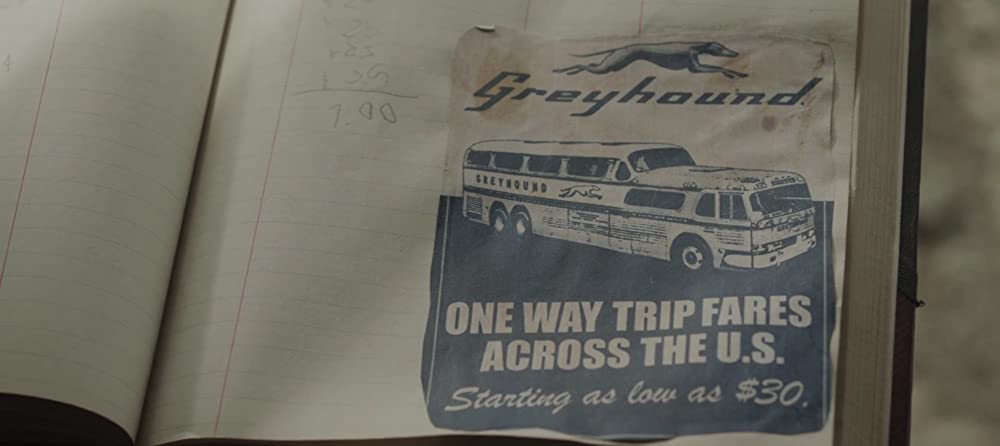 1.00
Greyhound
GREYHOUND
ONE WAY TRIP FARES
ACROSS THE U.S.
Starting as low as $30.